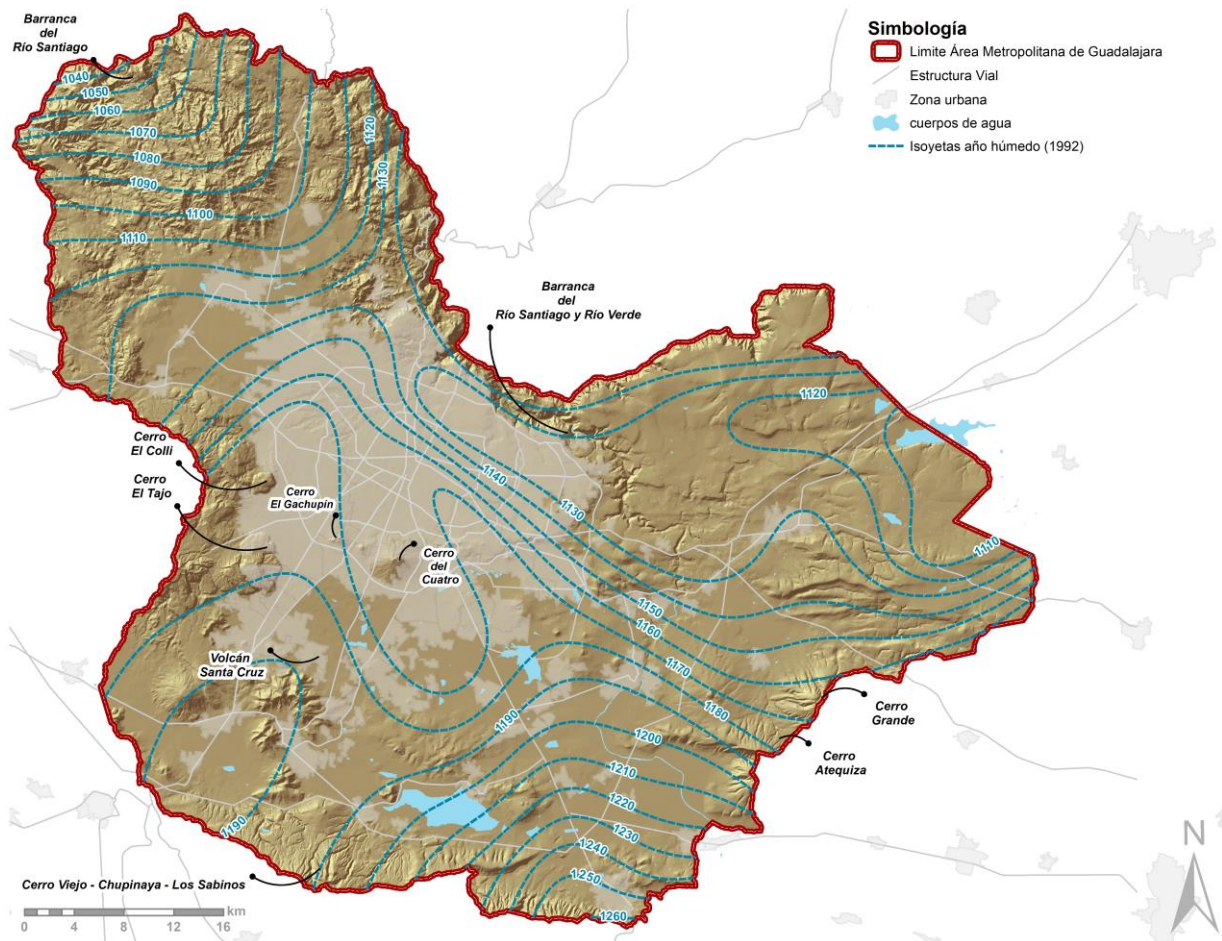 Barranca
del
Río Santiago
Simbología
Limite Área Metropolitana de Guadalajara
Estructura Vial
Zona urbana
cuerpos de agua
Isoyetas año húmedo (1992)
1040
1050
1060
1070
1080
1090
1100
1110
1120
1130
Barranca
del
Río Santiago y Río Verde
1120
Cerro
El Colli
Cerro
El Tajo
Cerro
El Gachupín
Cerro
del
Cuatro
1140
1130
1110
1150
1160
1170
1180
Volcán
Santa Cruz
1190
1200
1210
1220
1230
1240
1250
1260
1190
Cerro
Grande
Cerro
Atequiza
Cerro Viejo - Chupinaya - Los Sabinos
km
0 4 8 12 16
N